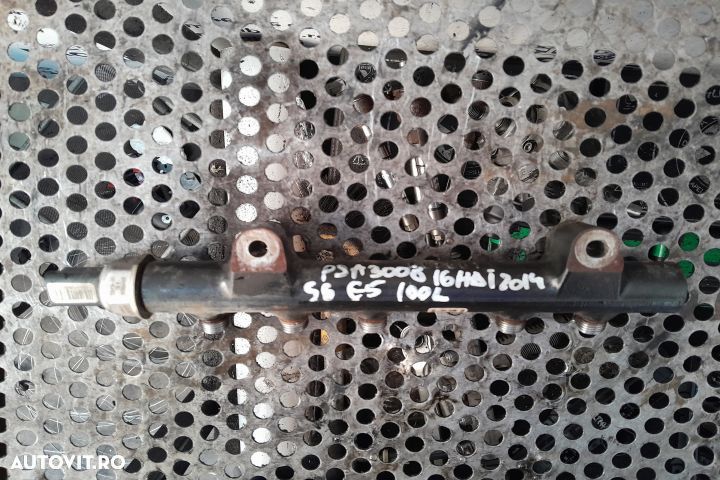 PSA 3008 16HDI 2014
S6 E5 100L
AUTOVIT.RO